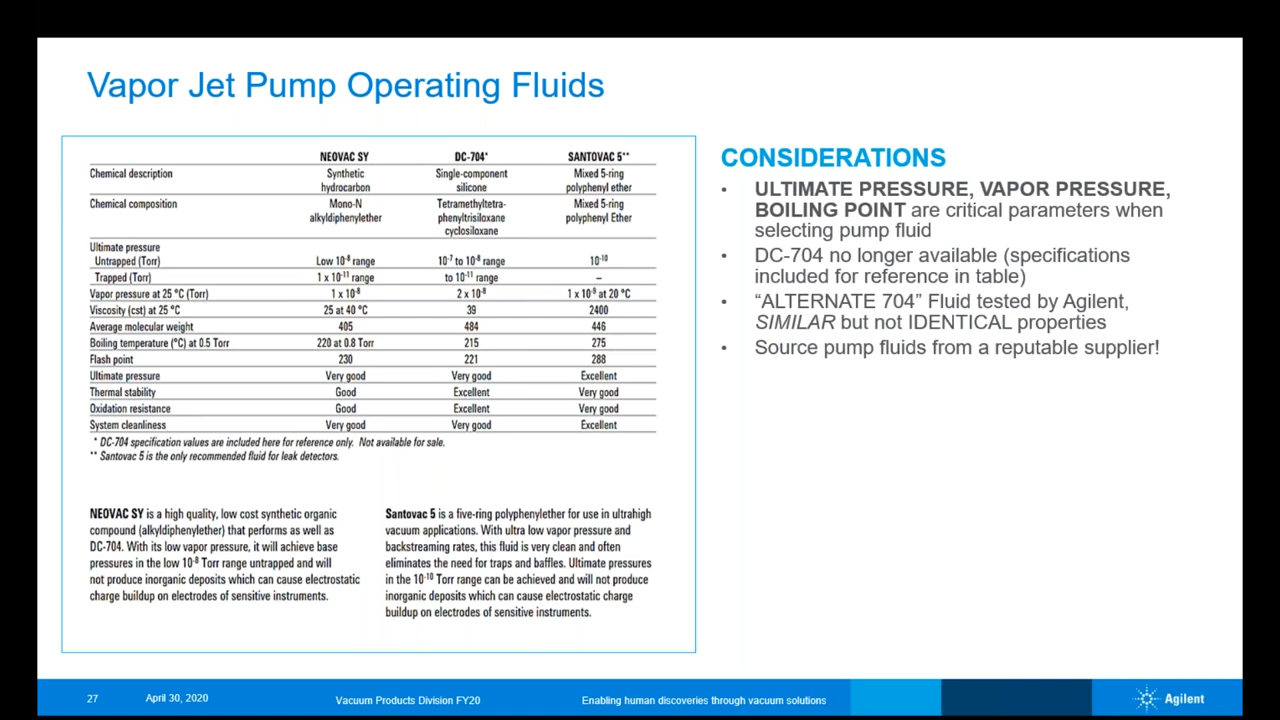 Vapor Jet Pump Operating Fluids
NEOVAC SY DC-704* SANTOVAC 5**
Chemical description Synthetic Single-component Mixed 5-ring
hydrocarbon silicone polyphenyl ether
Chemical composition Mono-N Tetramethyltetra- Mixed 5-ring
alkyldiphenylether phenyltrisiloxane polyphenyl Ether
cyclosiloxane
Ultimate pressure
Untrapped (Torr) Low 10⁻⁸ range 10⁻⁷ to 10⁻⁸ range 10⁻¹⁰
Trapped (Torr) 1 x 10⁻¹¹ range to 10⁻¹¹ range –
Vapor pressure at 25 °C (Torr) 1 x 10⁻⁸ 2 x 10⁻⁸ 1 x 10⁻⁹ at 20 °C
Viscosity (cst) at 25 °C 25 at 40 °C 39 2400
Average molecular weight 405 484 446
Boiling temperature (°C) at 0.5 Torr 220 at 0.8 Torr 215 275
Flash point 230 221 288
Ultimate pressure Very good Very good Excellent
Thermal stability Good Excellent Very good
Oxidation resistance Good Excellent Very good
System cleanliness Very good Very good Excellent
* DC-704 specification values are included here for reference only. Not available for sale.
** Santovac 5 is the only recommended fluid for leak detectors.
NEOVAC SY is a high quality, low cost synthetic organic
compound (alkyldiphenylether) that performs as well as
DC-704. With its low vapor pressure, it will achieve base
pressures in the low 10⁻⁸ Torr range untrapped and will
not produce inorganic deposits which can cause electrostatic
charge buildup on electrodes of sensitive instruments.
Santovac 5 is a five-ring polyphenylether for use in ultrahigh
vacuum applications. With ultra low vapor pressure and
backstreaming rates, this fluid is very clean and often
eliminates the need for traps and baffles. Ultimate pressures
in the 10⁻¹⁰ Torr range can be achieved and will not produce
inorganic deposits which can cause electrostatic charge
buildup on electrodes of sensitive instruments.
CONSIDERATIONS
• ULTIMATE PRESSURE, VAPOR PRESSURE,
BOILING POINT are critical parameters when
selecting pump fluid
• DC-704 no longer available (specifications
included for reference in table)
• “ALTERNATE 704” Fluid tested by Agilent,
SIMILAR but not IDENTICAL properties
• Source pump fluids from a reputable supplier!
27 April 30, 2020 Vacuum Products Division FY20 Enabling human discoveries through vacuum solutions Agilent